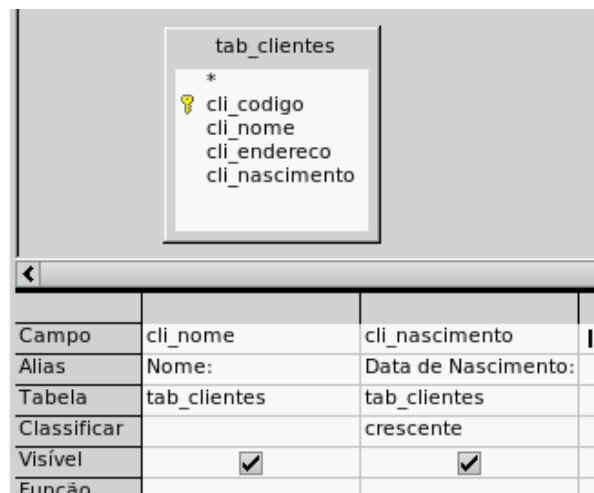 tab_clientes
*
cli_codigo
cli_nome
cli_endereco
cli_nascimento
Campo cli_nome cli_nascimento
Alias Nome: Data de Nascimento:
Tabela tab_clientes tab_clientes
Classificar crescente
Visível
Função